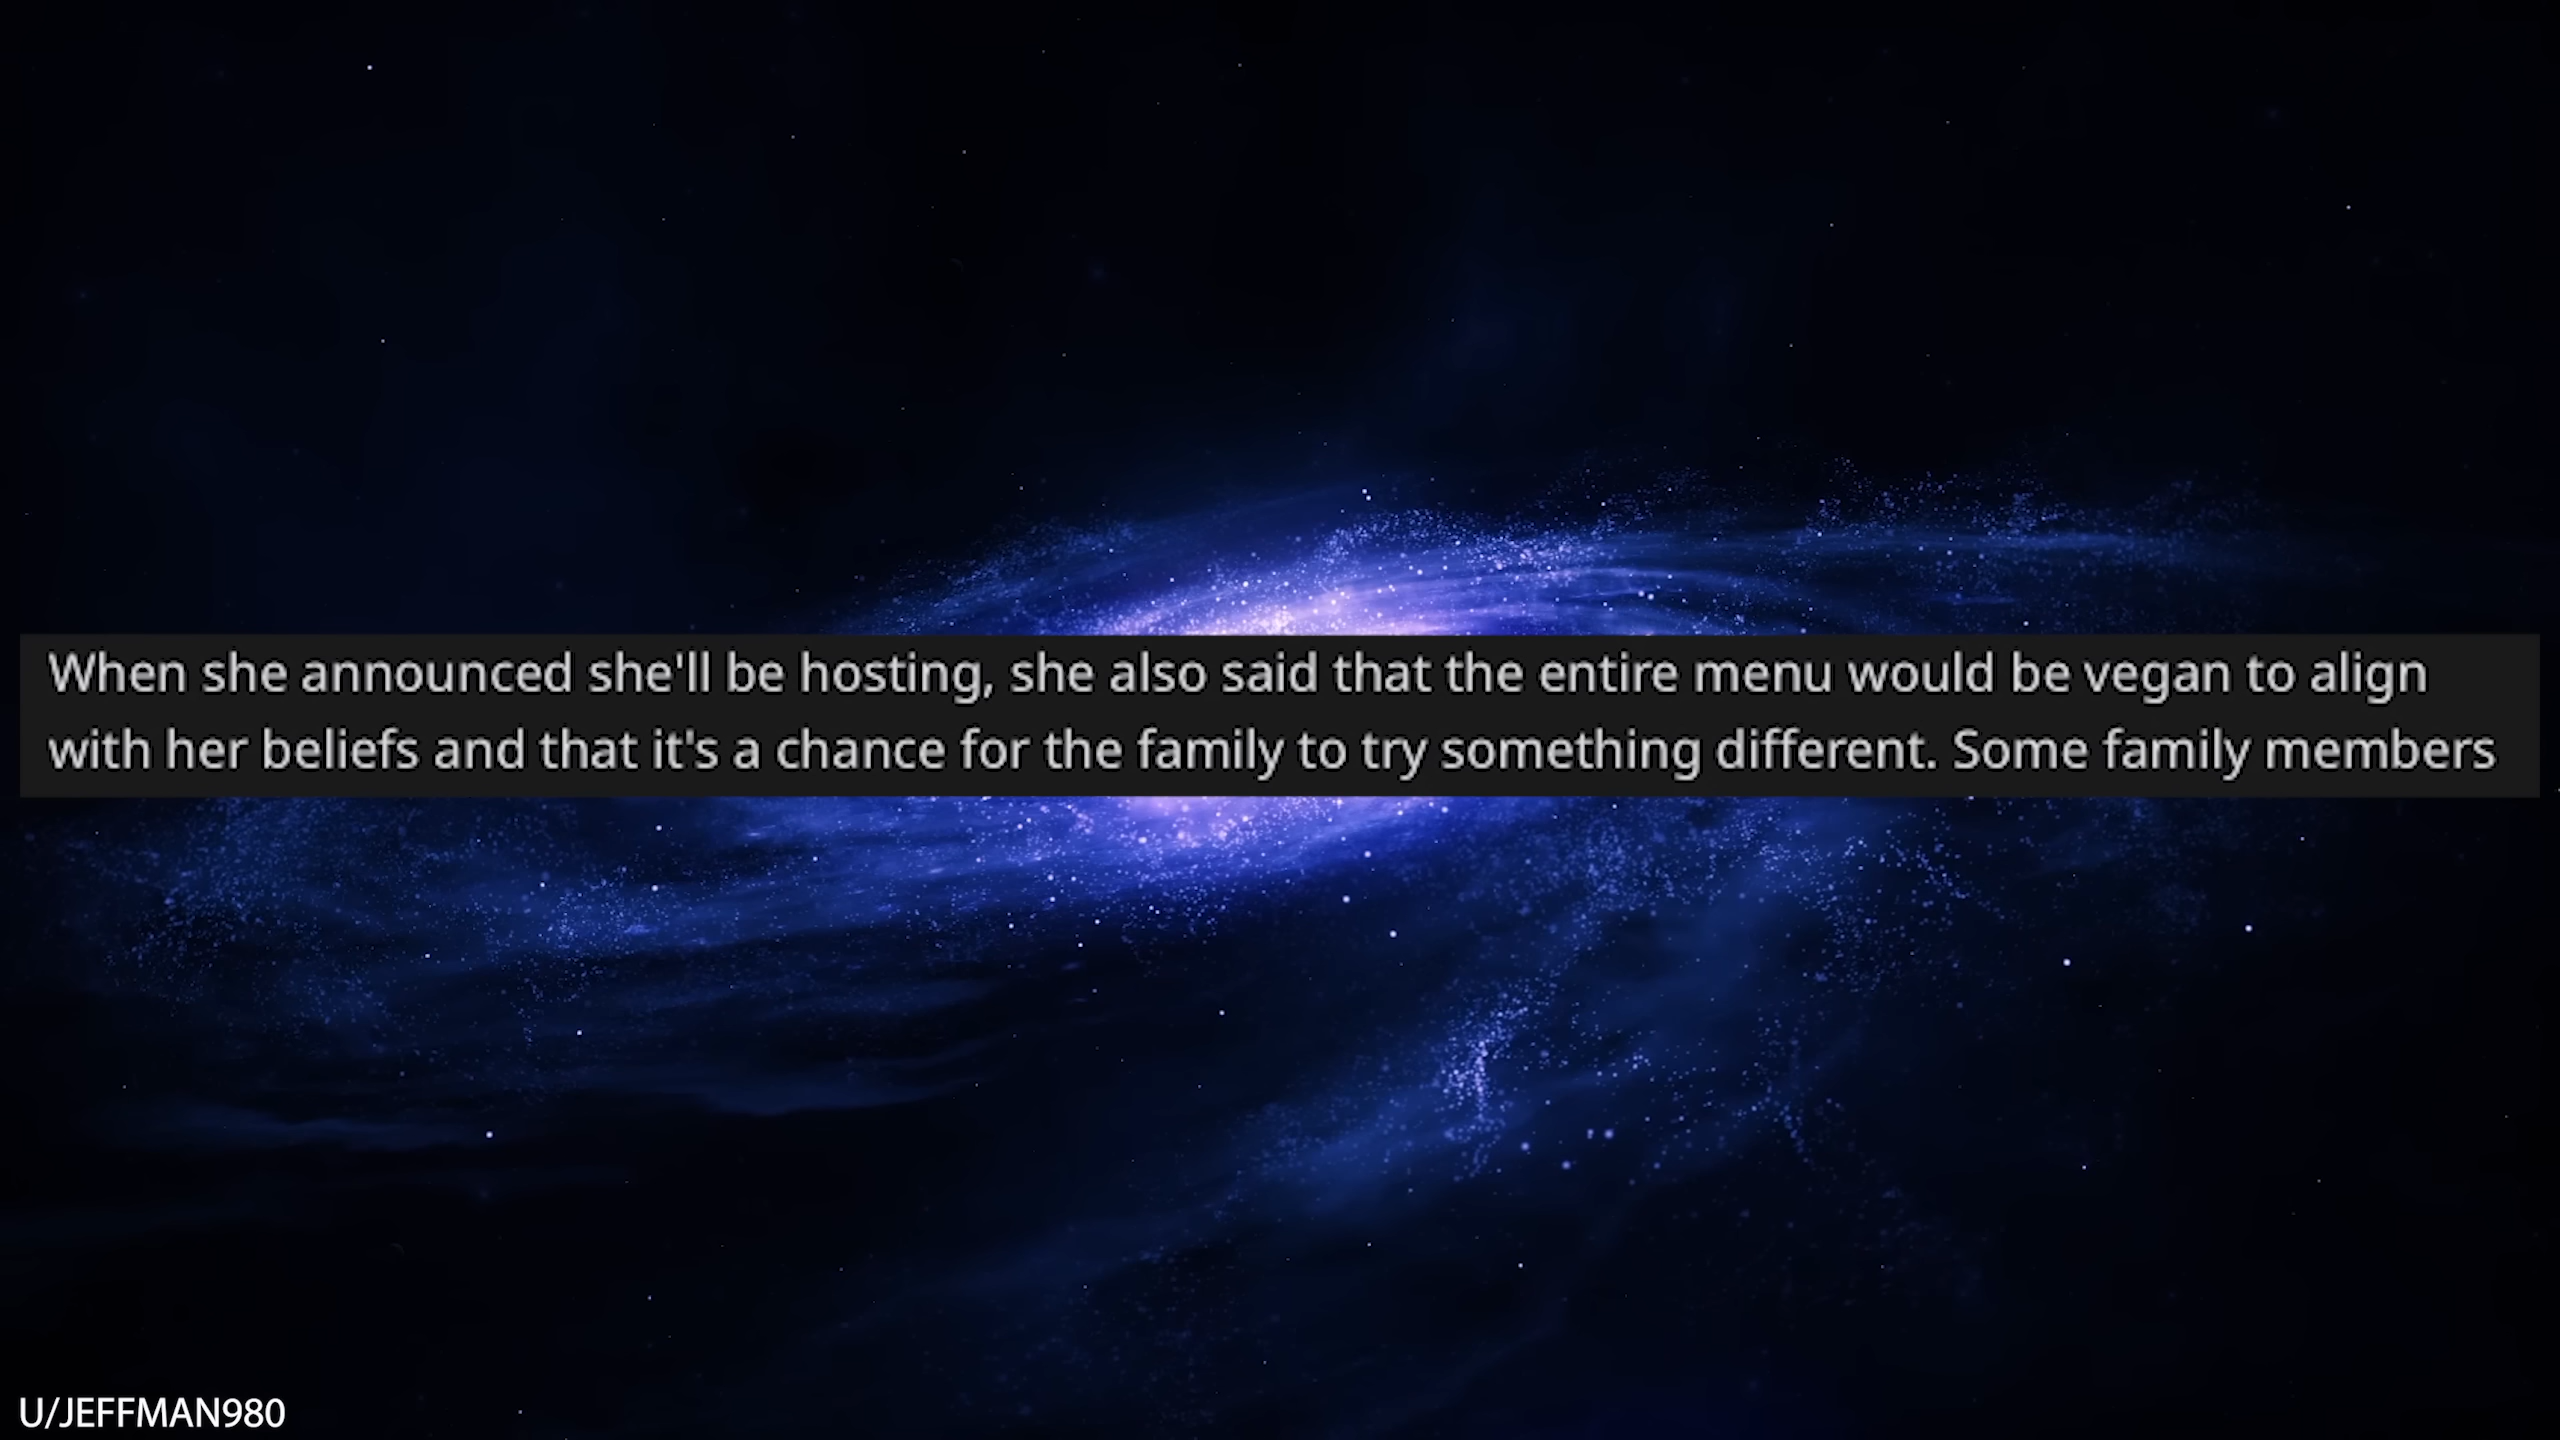 When she announced she'll be hosting, she also said that the entire menu would be vegan to align
with her beliefs and that it's a chance for the family to try something different. Some family members
U/JEFFMAN980